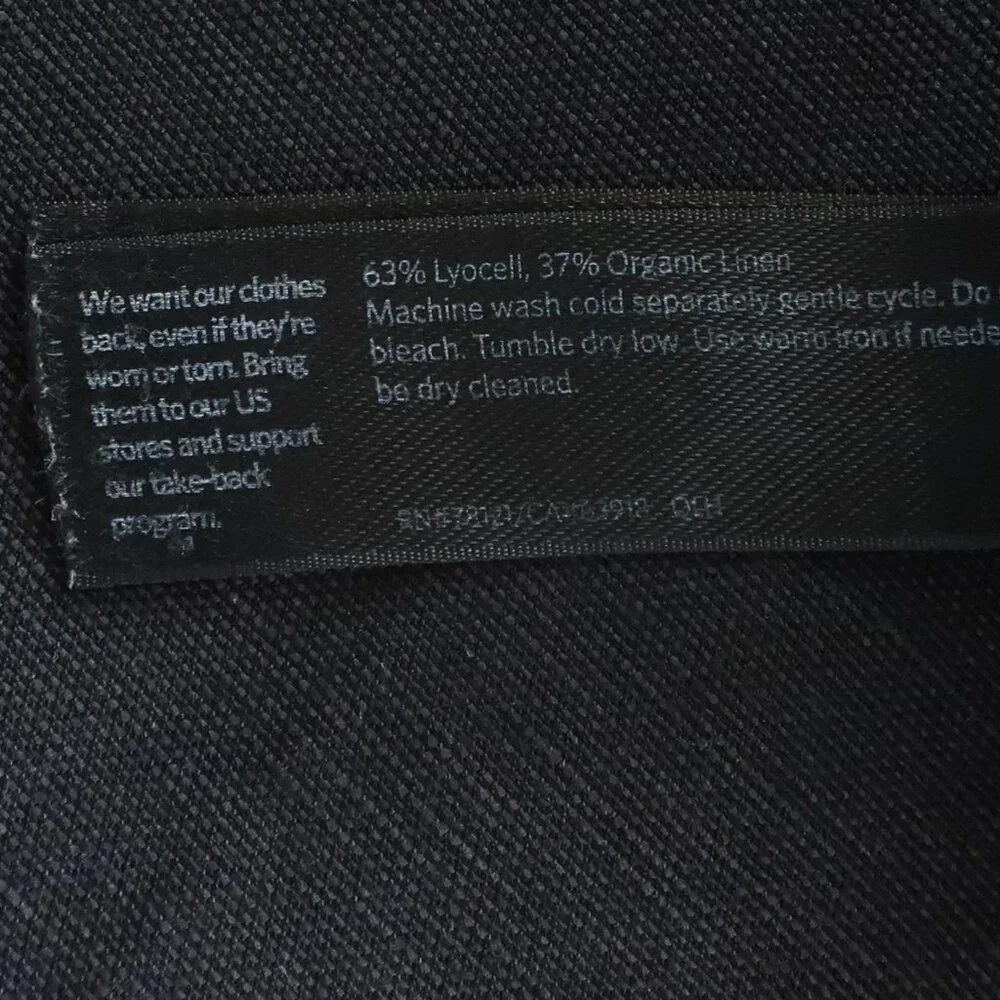 We want our clothes
back, even if they're
worn or torn. Bring
them to our US
stores and support
our take-back
program.
63% Lyocell, 37% Organic Linen
Machine wash cold separately gentle cycle. Do
bleach. Tumble dry low. Use warm iron if neede
be dry cleaned.